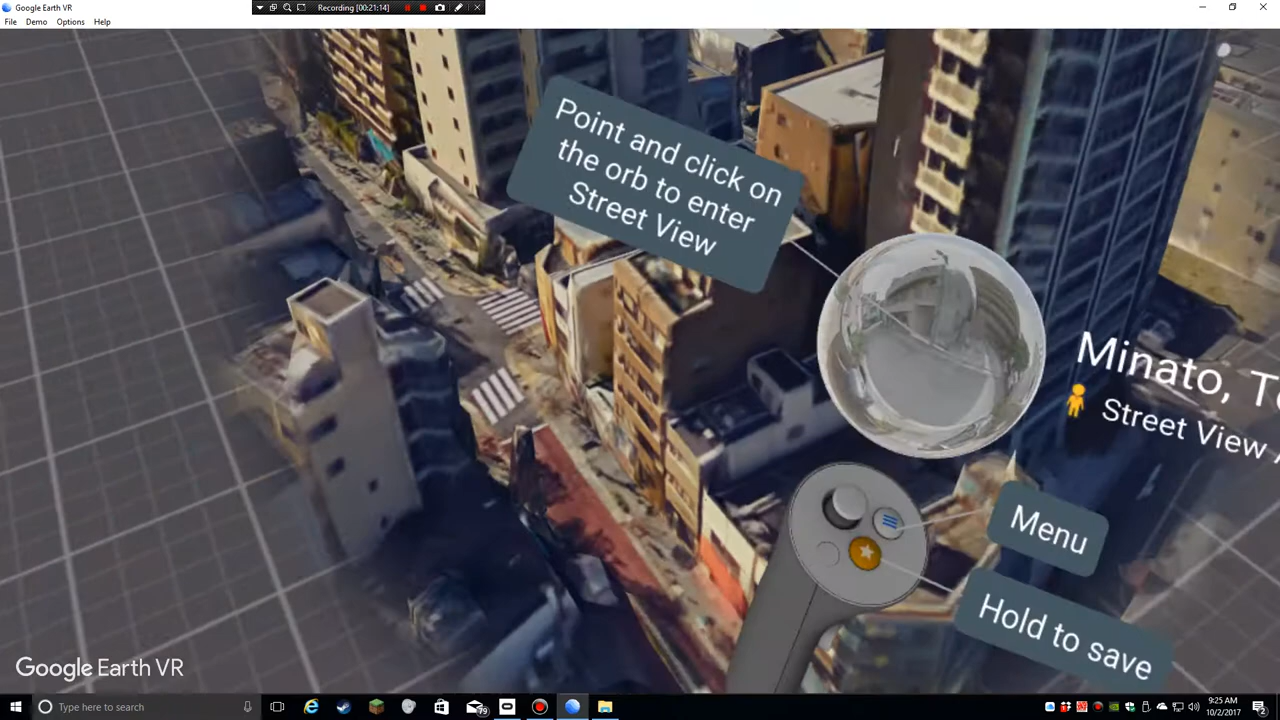 Google Earth VR
Recording [00:21:14]
File Demo Options Help
Point and click on
the orb to enter
Street View
Minato, T
Street View
Menu
Hold to save
Google Earth VR
Type here to search
79
9:25 AM
10/2/2017
2